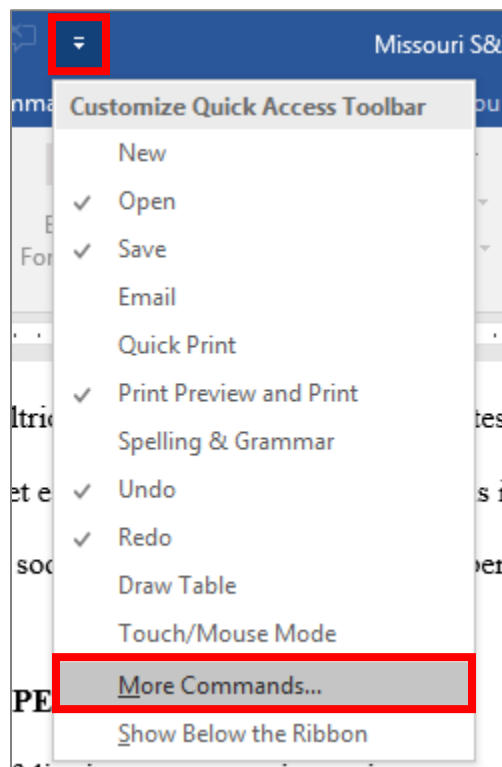 Missouri S&
Customize Quick Access Toolbar
New
Open
Save
Email
Quick Print
Print Preview and Print
Spelling & Grammar
Undo
Redo
Draw Table
Touch/Mouse Mode
More Commands...
Show Below the Ribbon